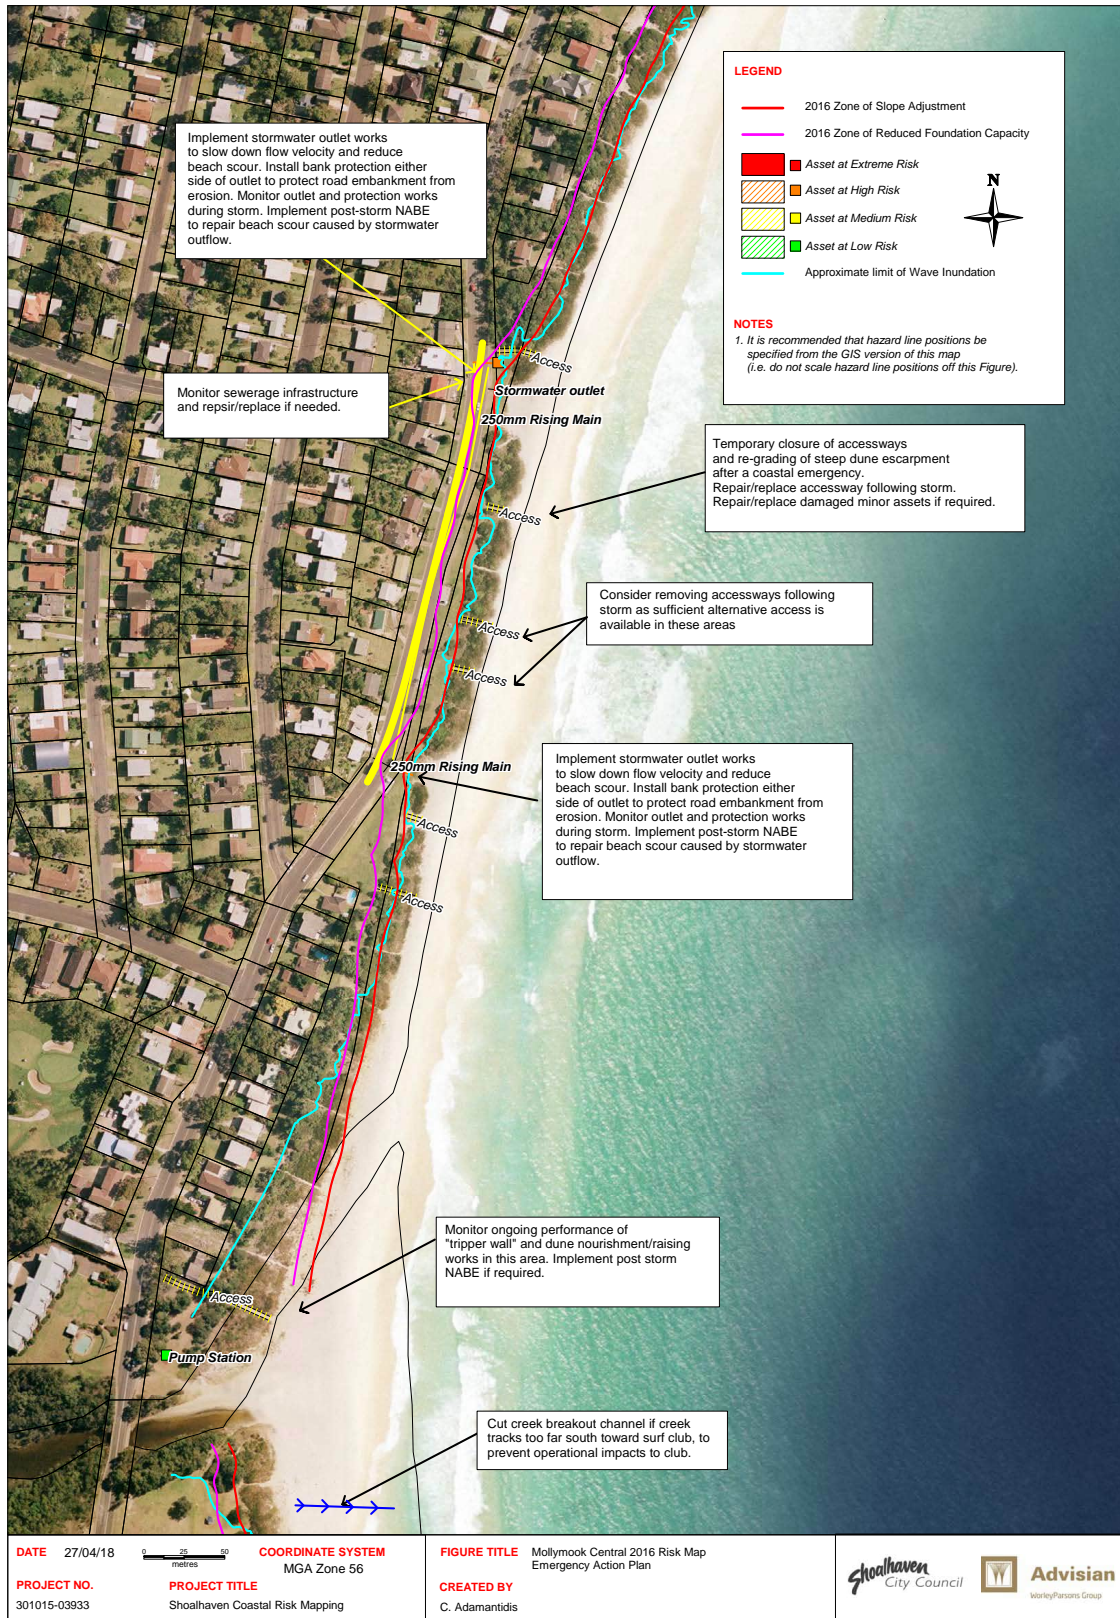 LEGEND
2016 Zone of Slope Adjustment
2016 Zone of Reduced Foundation Capacity
Asset at Extreme Risk
Asset at High Risk
Asset at Medium Risk
Asset at Low Risk
Approximate limit of Wave Inundation
N
NOTES
1. It is recommended that hazard line positions be
specified from the GIS version of this map
(i.e. do not scale hazard line positions off this Figure).
Implement stormwater outlet works
to slow down flow velocity and reduce
beach scour. Install bank protection either
side of outlet to protect road embankment from
erosion. Monitor outlet and protection works
during storm. Implement post-storm NABE
to repair beach scour caused by stormwater
outflow.
Access
Monitor sewerage infrastructure
and repsir/replace if needed.
Stormwater outlet
250mm Rising Main
Temporary closure of accessways
and re-grading of steep dune escarpment
after a coastal emergency.
Repair/replace accessway following storm.
Repair/replace damaged minor assets if required.
Access
Consider removing accessways following
storm as sufficient alternative access is
available in these areas
Access
Access
250mm Rising Main
Implement stormwater outlet works
to slow down flow velocity and reduce
beach scour. Install bank protection either
side of outlet to protect road embankment from
erosion. Monitor outlet and protection works
during storm. Implement post-storm NABE
to repair beach scour caused by stormwater
outflow.
Access
Access
Monitor ongoing performance of
"tripper wall" and dune nourishment/raising
works in this area. Implement post storm
NABE if required.
Access
Pump Station
Cut creek breakout channel if creek
tracks too far south toward surf club, to
prevent operational impacts to club.
DATE 27/04/18
0 25 50
metres
COORDINATE SYSTEM
MGA Zone 56
PROJECT NO.
301015-03933
PROJECT TITLE
Shoalhaven Coastal Risk Mapping
FIGURE TITLE Mollymook Central 2016 Risk Map
Emergency Action Plan
CREATED BY
C. Adamantidis
Shoalhaven
City Council
Advisian
WorleyParsons Group